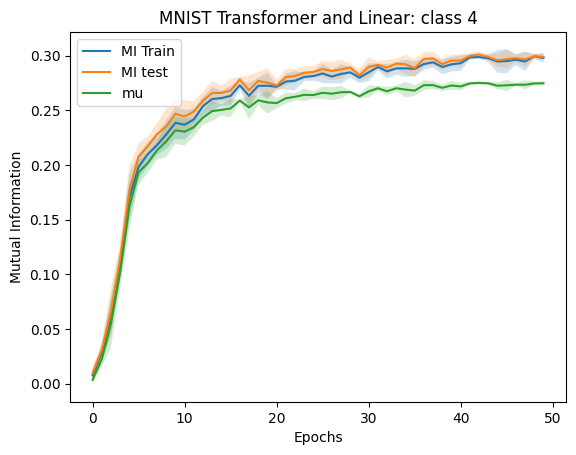 MNIST Transformer and Linear: class 4
MI Train
MI test
mu
Mutual Information
0.30
0.25
0.20
0.15
0.10
0.05
0.00
0
10
20
30
40
50
Epochs